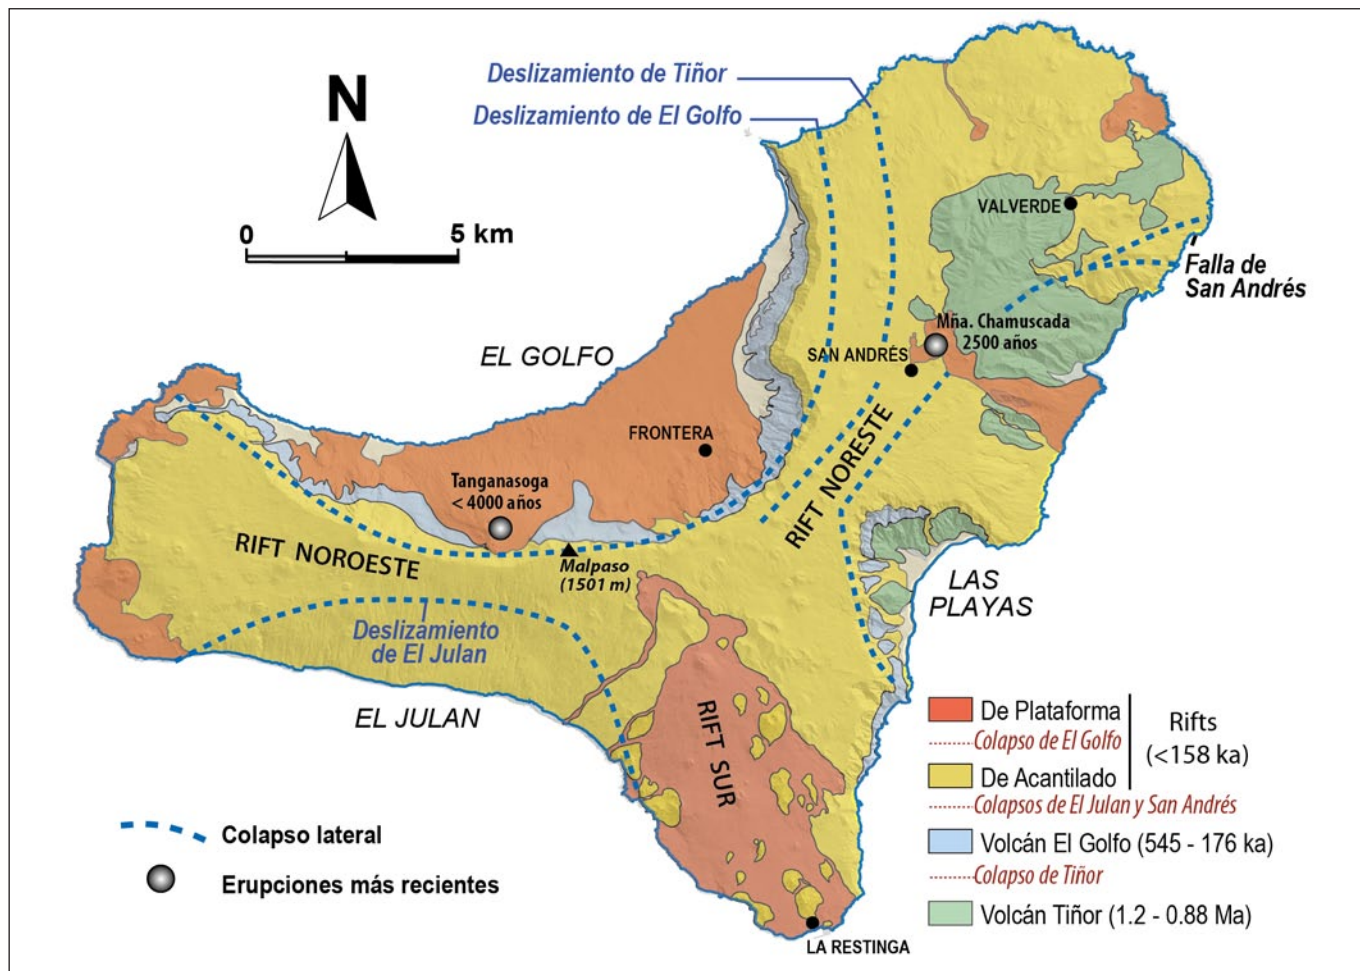 Deslizamiento de Tiñor
Deslizamiento de El Golfo
N
0
5 km
VALVERDE
Falla de
San Andrés
Mña. Chamuscada
2500 años
SAN ANDRÉS
EL GOLFO
FRONTERA
Tanganasoga
< 4000 años
RIFT NORESTE
RIFT NOROESTE
Malpaso
(1501 m)
LAS
PLAYAS
Deslizamiento
de El Julan
EL JULAN
RIFT SUR
LA RESTINGA
De Plataforma
Colapso de El Golfo
De Acantilado
Rifts
(<158 ka)
Colapsos de El Julan y San Andrés
Volcán El Golfo (545 - 176 ka)
Colapso de Tiñor
Volcán Tiñor (1.2 - 0.88 Ma)
Colapso lateral
Erupciones más recientes